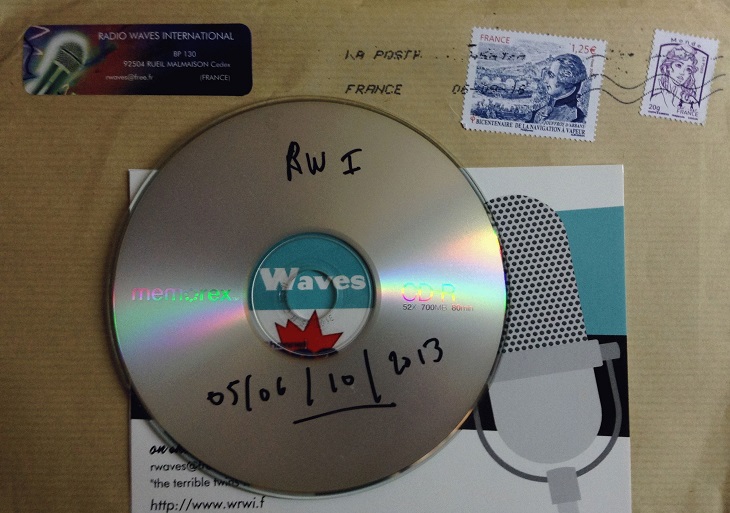 RADIO WAVES INTERNATIONAL
BP 130
92504 RUEIL MALMAISON Cedex
rwaves@free.fr (FRANCE)
LA POSTE
FRANCE
FRANCE 1,25€
BICENTENAIRE DE LA NAVIGATION À VAPEUR
Monde
20g
FRANCE
RW I
memorex
Waves
CD-R
52X 700MB 80min
05/06/10/2013
rwaves@
"the terrible
http://www.wrwi.f